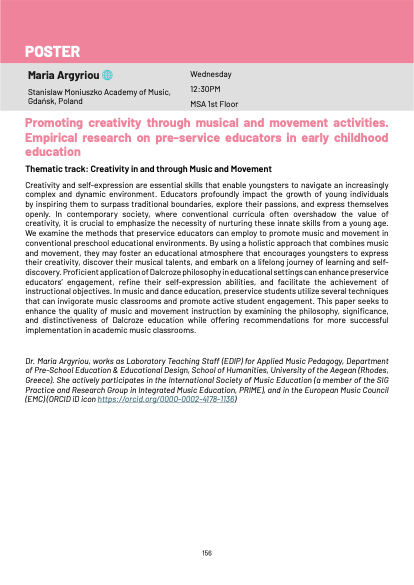 POSTER
Maria Argyriou
Stanislaw Moniuszko Academy of Music,
Gdańsk, Poland
Wednesday
12:30PM
MSA 1st Floor
Promoting creativity through musical and movement activities.
Empirical research on pre-service educators in early childhood
education
Thematic track: Creativity in and through Music and Movement
Creativity and self-expression are essential skills that enable youngsters to navigate an increasingly
complex and dynamic environment. Educators profoundly impact the growth of young individuals
by inspiring them to surpass traditional boundaries, explore their passions, and express themselves
openly. In contemporary society, where conventional curricula often overshadow the value of
creativity, it is crucial to emphasize the necessity of nurturing these innate skills from a young age.
We examine the methods that preservice educators can employ to promote music and movement in
conventional preschool educational environments. By using a holistic approach that combines music
and movement, they may foster an educational atmosphere that encourages youngsters to express
their creativity, discover their musical talents, and embark on a lifelong journey of learning and self-
discovery. Proficient application of Dalcroze philosophy in educational settings can enhance preservice
educators' engagement, refine their self-expression abilities, and facilitate the achievement of
instructional objectives. In music and dance education, preservice students utilize several techniques
that can invigorate music classrooms and promote active student engagement. This paper seeks to
enhance the quality of music and movement instruction by examining the philosophy, significance,
and distinctiveness of Dalcroze education while offering recommendations for more successful
implementation in academic music classrooms.
Dr. Maria Argyriou, works as Laboratory Teaching Staff (EDIP) for Applied Music Pedagogy, Department
of Pre-School Education & Educational Design, School of Humanities, University of the Aegean (Rhodes,
Greece). She actively participates in the International Society of Music Education (a member of the SIG
Practice and Research Group in Integrated Music Education, PRIME), and in the European Music Council
(EMC) (ORCID iD icon https://orcid.org/0000-0002-4178-1136)
156